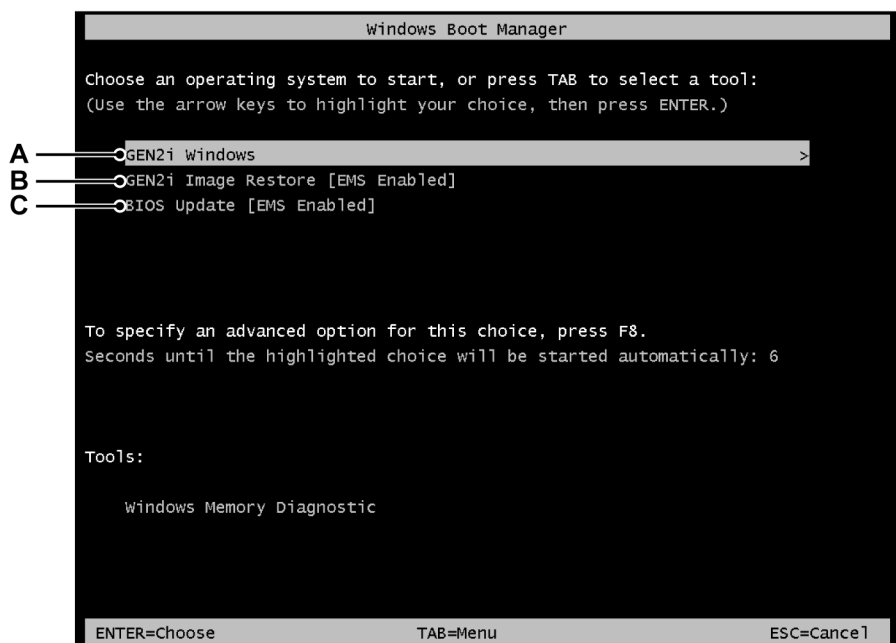 Windows Boot Manager
Choose an operating system to start, or press TAB to select a tool:
(Use the arrow keys to highlight your choice, then press ENTER.)
A GEN2i Windows >
B GEN2i Image Restore [EMS Enabled]
C BIOS Update [EMS Enabled]
To specify an advanced option for this choice, press F8.
Seconds until the highlighted choice will be started automatically: 6
Tools:
Windows Memory Diagnostic
ENTER=Choose TAB=Menu ESC=Cancel